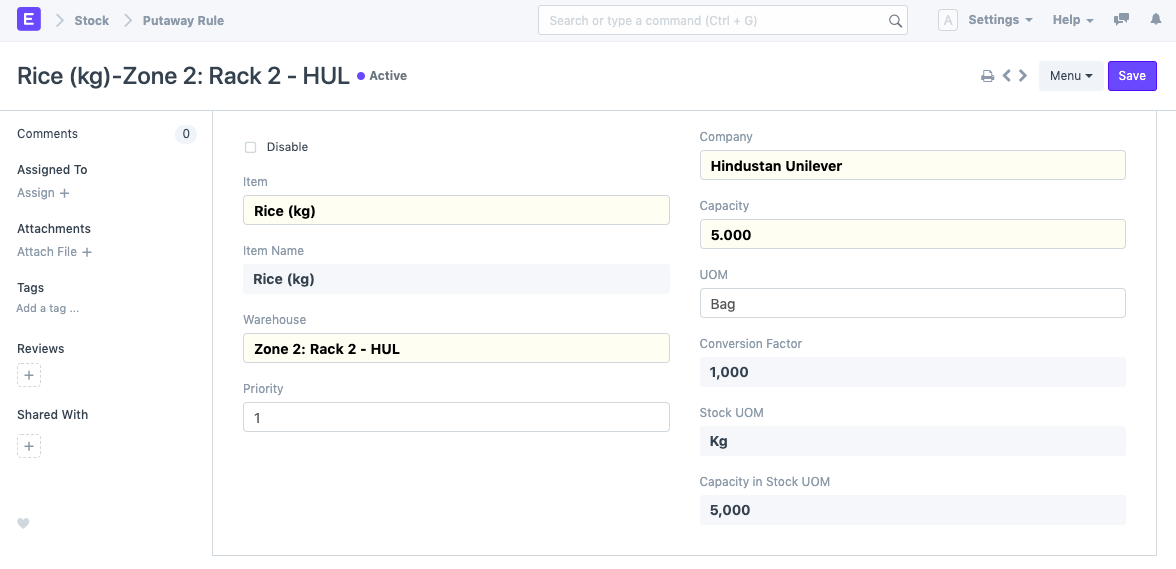 E Stock Putaway Rule Search or type a command (Ctrl + G) A Settings Help
Rice (kg)-Zone 2: Rack 2 - HUL Active Menu Save
Comments 0
Assigned To
Assign +
Attachments
Attach File +
Tags
Add a tag ...
Reviews
+
Shared With
+
Disable
Item
Rice (kg)
Item Name
Rice (kg)
Warehouse
Zone 2: Rack 2 - HUL
Priority
1
Company
Hindustan Unilever
Capacity
5.000
UOM
Bag
Conversion Factor
1,000
Stock UOM
Kg
Capacity in Stock UOM
5,000